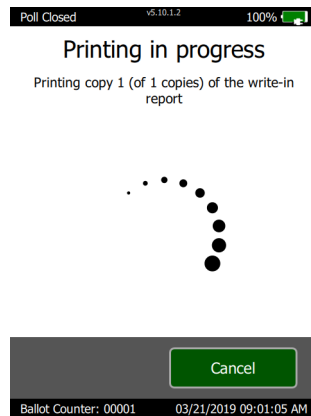 Poll Closed v5.10.1.2 100%
Printing in progress
Printing copy 1 (of 1 copies) of the write-in
report
Cancel
Ballot Counter: 00001 03/21/2019 09:01:05 AM